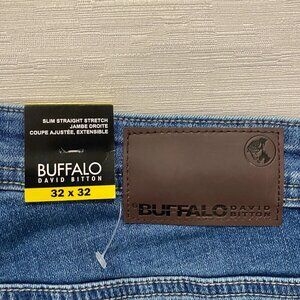 SLIM STRAIGHT STRETCH
JAMBE DROITE
COUPE AJUSTÉE, EXTENSIBLE
BUFFALO
DAVID BITTON
32 x 32
BUFFALO DAVID
BITTON